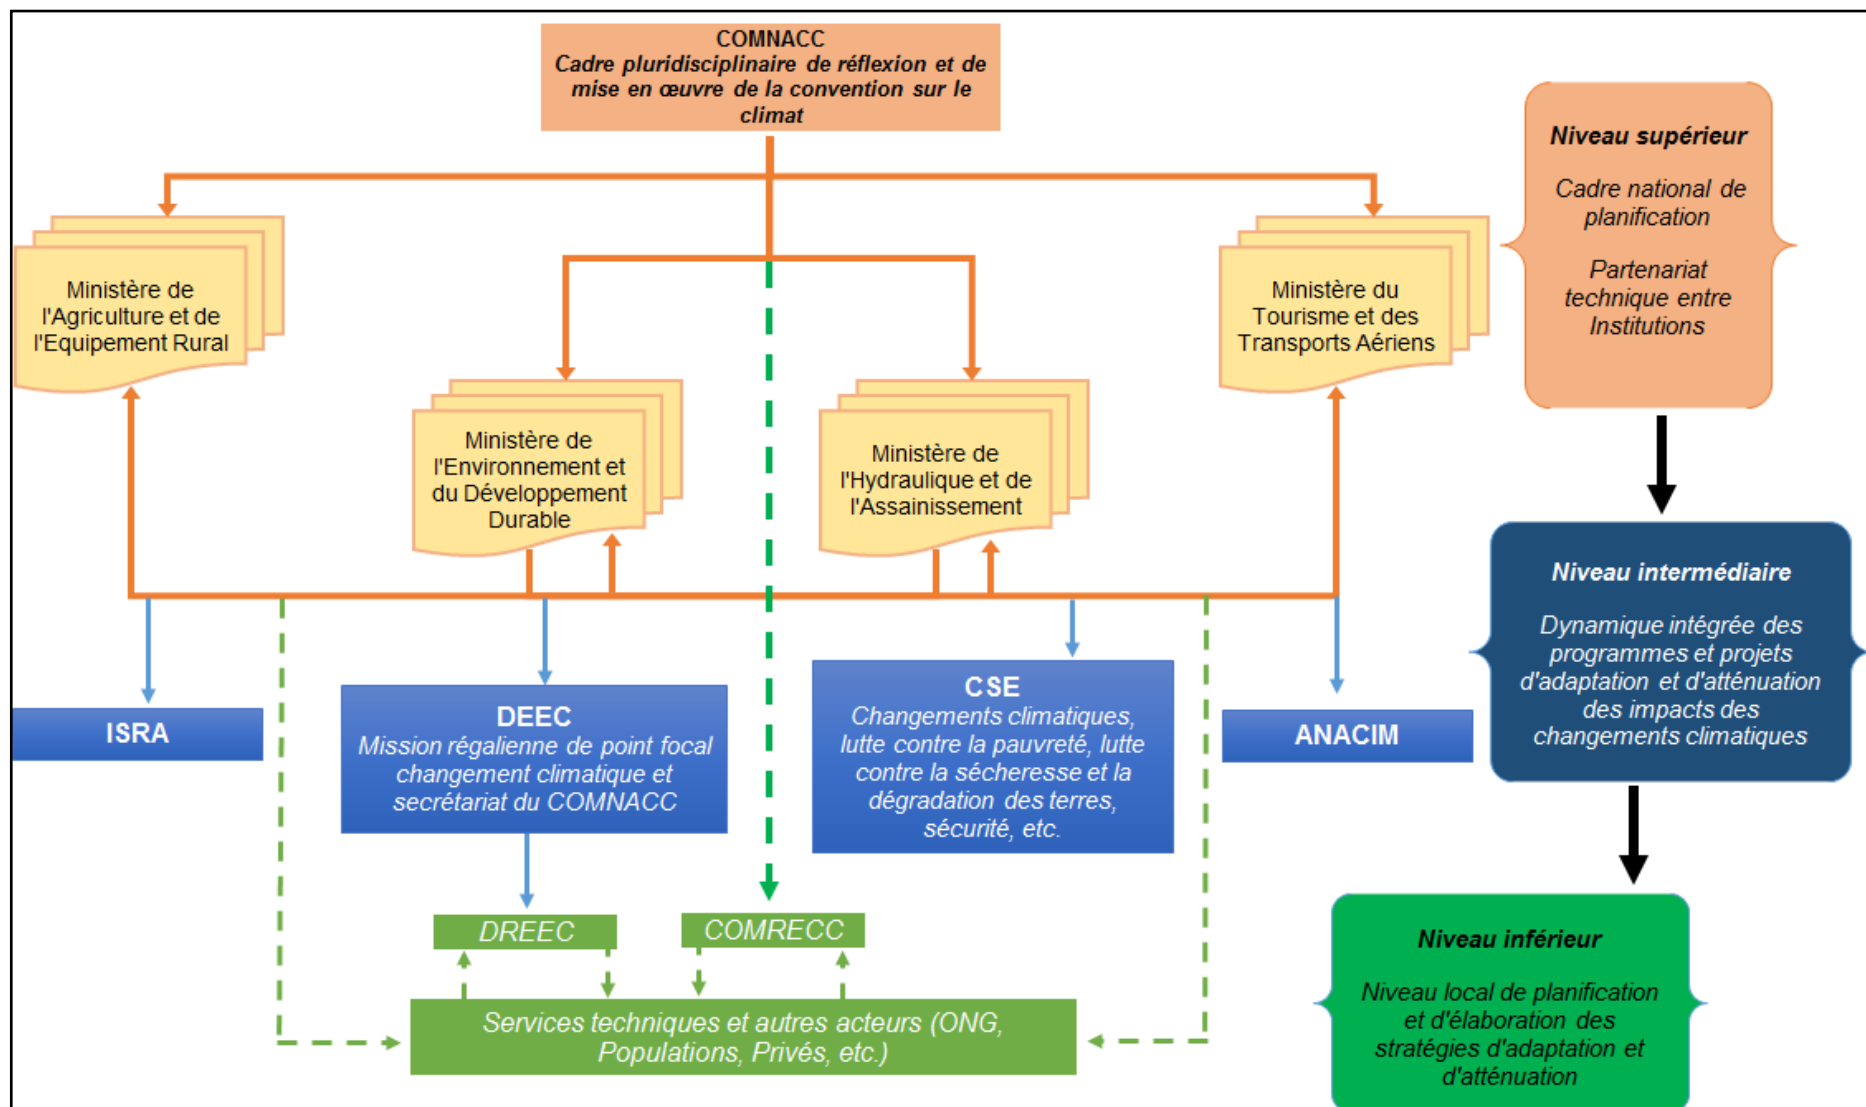 COMNACC
Cadre pluridisciplinaire de réflexion et de
mise en œuvre de la convention sur le
climat
Niveau supérieur
Cadre national de
planification
Partenariat
technique entre
Institutions
Ministère de
l'Agriculture et de
l'Equipement Rural
Ministère du
Tourisme et des
Transports Aériens
Ministère de
l'Environnement et
du Développement
Durable
Ministère de
l'Hydraulique et de
l'Assainissement
Niveau intermédiaire
Dynamique intégrée des
programmes et projets
d'adaptation et d'atténuation
des impacts des
changements climatiques
ISRA
DEEC
Mission régalienne de point focal
changement climatique et
secrétariat du COMNACC
CSE
Changements climatiques,
lutte contre la pauvreté, lutte
contre la sécheresse et la
dégradation des terres,
sécurité, etc.
ANACIM
DREEC
COMRECC
Services techniques et autres acteurs (ONG,
Populations, Privés, etc.)
Niveau inférieur
Niveau local de planification
et d'élaboration des
stratégies d'adaptation et
d'atténuation